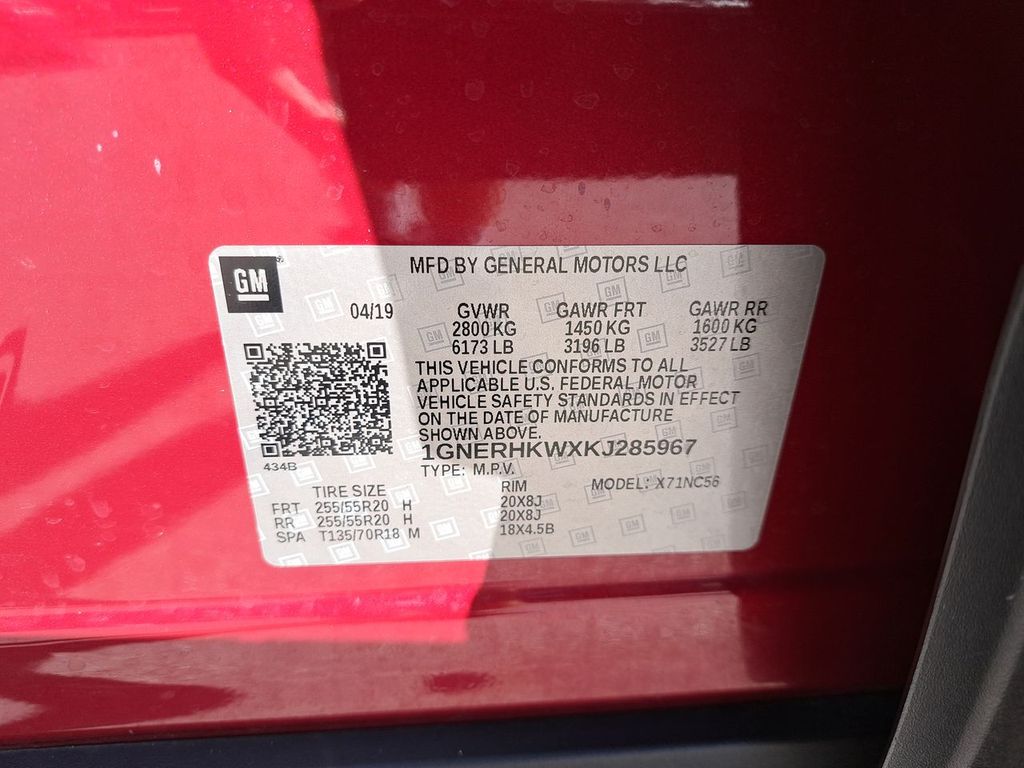 GM
MFD BY GENERAL MOTORS LLC
04/19 GVWR GAWR FRT GAWR RR
2800 KG 1450 KG 1600 KG
6173 LB 3196 LB 3527 LB
THIS VEHICLE CONFORMS TO ALL
APPLICABLE U.S. FEDERAL MOTOR
VEHICLE SAFETY STANDARDS IN EFFECT
ON THE DATE OF MANUFACTURE
SHOWN ABOVE.
434B
1GNERHKWXKJ285967
TYPE: M.P.V.
TIRE SIZE RIM MODEL: X71NC56
FRT 255/55R20 H 20X8J
RR 255/55R20 H 20X8J
SPA T135/70R18 M 18X4.5B